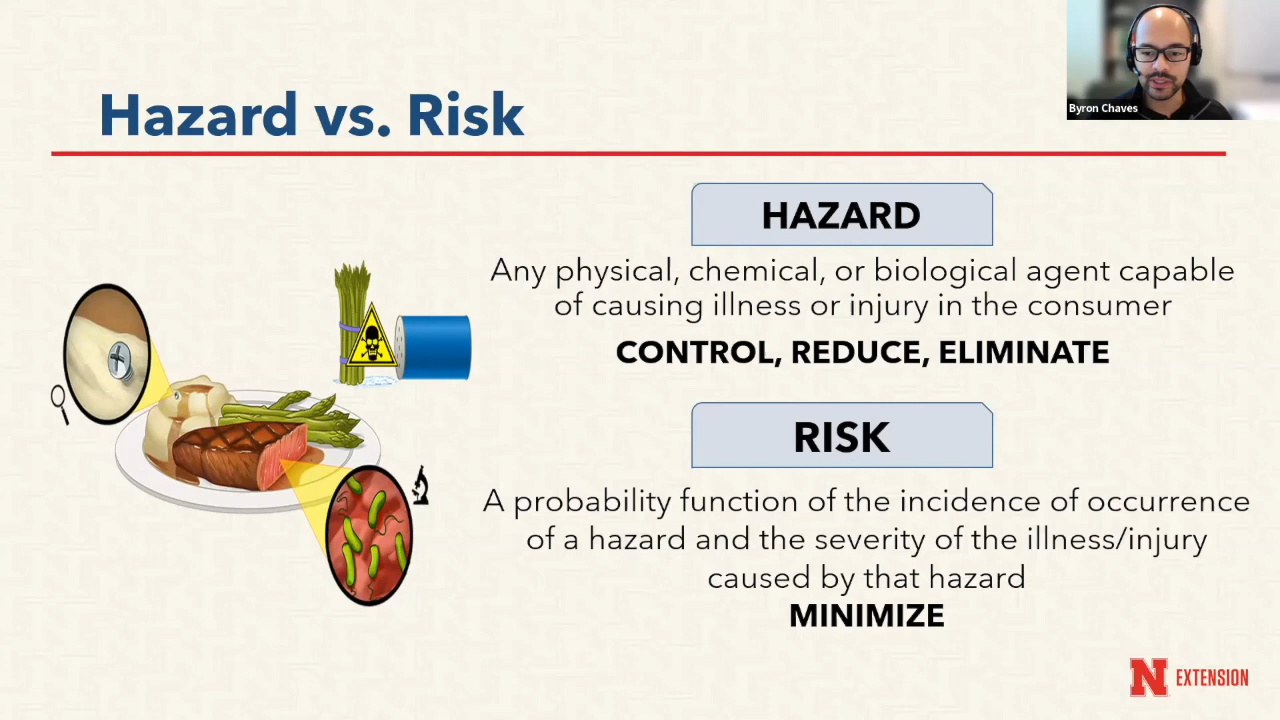 Byron Chaves
Hazard vs. Risk
HAZARD
Any physical, chemical, or biological agent capable
of causing illness or injury in the consumer
CONTROL, REDUCE, ELIMINATE
RISK
A probability function of the incidence of occurrence
of a hazard and the severity of the illness/injury
caused by that hazard
MINIMIZE
N EXTENSION